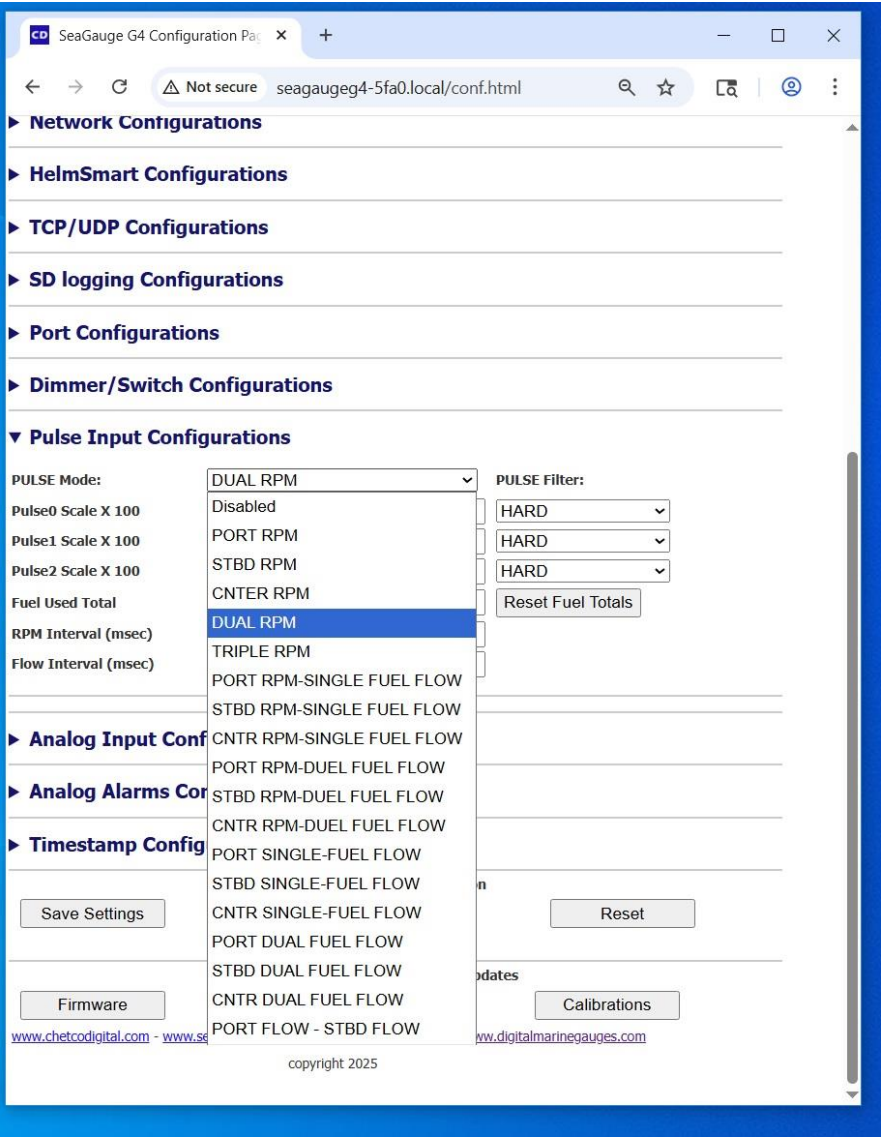 CD SeaGauge G4 Configuration Pag
Not secure seagaugeg4-5fa0.local/conf.html
Network Configurations
HelmSmart Configurations
TCP/UDP Configurations
SD logging Configurations
Port Configurations
Dimmer/Switch Configurations
Pulse Input Configurations
PULSE Mode: DUAL RPM PULSE Filter:
Pulse0 Scale X 100 HARD
Pulse1 Scale X 100 HARD
Pulse2 Scale X 100 HARD
Fuel Used Total Reset Fuel Totals
RPM Interval (msec)
Flow Interval (msec)
Disabled
PORT RPM
STBD RPM
CNTER RPM
DUAL RPM
TRIPLE RPM
PORT RPM-SINGLE FUEL FLOW
STBD RPM-SINGLE FUEL FLOW
CNTR RPM-SINGLE FUEL FLOW
PORT RPM-DUEL FUEL FLOW
STBD RPM-DUEL FUEL FLOW
CNTR RPM-DUEL FUEL FLOW
PORT SINGLE-FUEL FLOW
STBD SINGLE-FUEL FLOW
CNTR SINGLE-FUEL FLOW
PORT DUAL FUEL FLOW
STBD DUAL FUEL FLOW
CNTR DUAL FUEL FLOW
PORT FLOW - STBD FLOW
Analog Input Conf
Analog Alarms Con
Timestamp Config
n
Save Settings Reset
dates
Firmware Calibrations
www.chetcodigital.com - www.se ww.digitalmarinegauges.com
copyright 2025